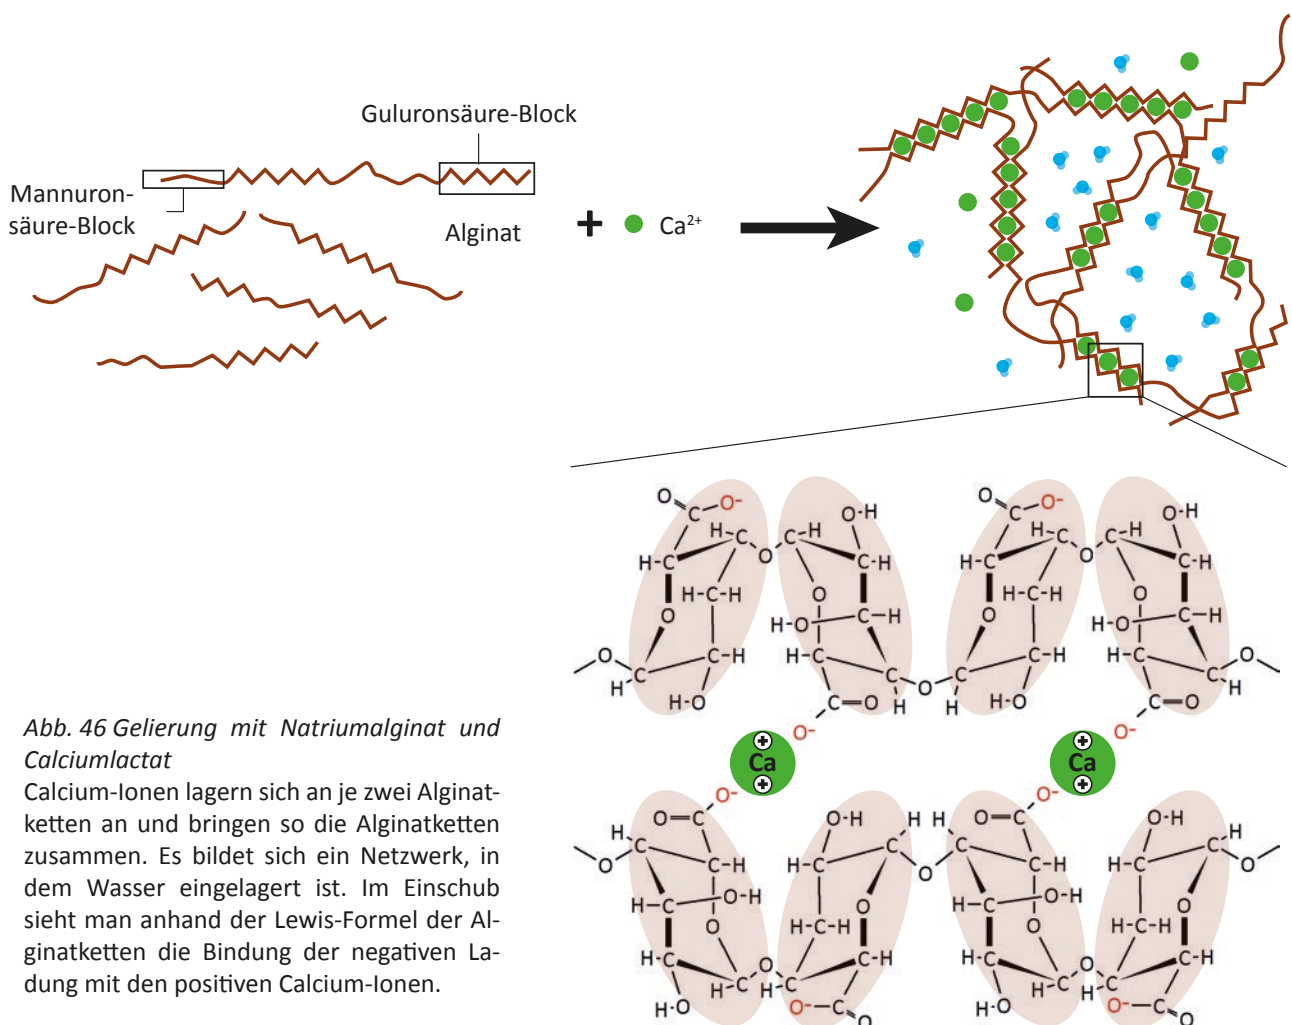 Guluronsäure-Block
Mannuron-
säure-Block
Alginat
+
Ca²⁺
O C O⁻ O-H O C O⁻ O-H
H-C C-H C H-C C H-C C-H C H-C C
O O
H-C C-H
O H-C-H O C-H O H-C-H O C-H
H-O H-O
O C C-H H-C C O C C C-H H-C C O
H H-O C=O H H H-O C=O H
O⁻ O⁻
Ca Ca
O⁻ O⁻
O=C O-H H H O=C O-H H
H C C-H H-C C C C-H H-C C
O O O
H-C O-H O H-C O-H O
H-C O H-C-H H-C O H-C-H
H-C C O C C-H H-C C O C C-H
H-O H O⁻ C O H-O H O⁻ C O
Abb. 46 Gelierung mit Natriumalginat und
Calciumlactat
Calcium-Ionen lagern sich an je zwei Alginat-
ketten an und bringen so die Alginatketten
zusammen. Es bildet sich ein Netzwerk, in
dem Wasser eingelagert ist. Im Einschub
sieht man anhand der Lewis-Formel der Al-
ginatketten die Bindung der negativen La-
dung mit den positiven Calcium-Ionen.